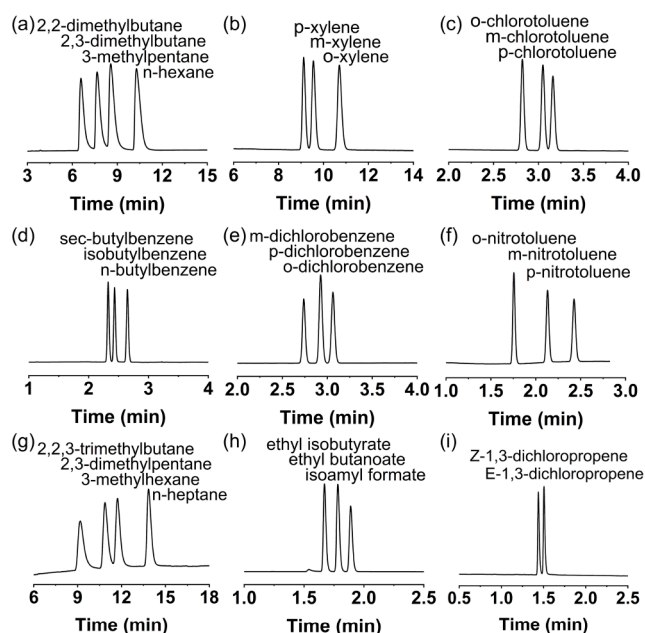 (a) 2,2-dimethylbutane
2,3-dimethylbutane
3-methylpentane
n-hexane
3 6 9 12 15
Time (min)
(b) p-xylene
m-xylene
o-xylene
6 8 10 12 14
Time (min)
(c) o-chlorotoluene
m-chlorotoluene
p-chlorotoluene
2.0 2.5 3.0 3.5 4.0
Time (min)
(d) sec-butylbenzene
isobutylbenzene
n-butylbenzene
1 2 3 4
Time (min)
(e) m-dichlorobenzene
p-dichlorobenzene
o-dichlorobenzene
2.0 2.5 3.0 3.5 4.0
Time (min)
(f) o-nitrotoluene
m-nitrotoluene
p-nitrotoluene
1.0 1.5 2.0 2.5 3.0
Time (min)
(g) 2,2,3-trimethylbutane
2,3-dimethylpentane
3-methylhexane
n-heptane
6 9 12 15 18
Time (min)
(h) ethyl isobutyrate
ethyl butanoate
isoamyl formate
1.0 1.5 2.0 2.5
Time (min)
(i) Z-1,3-dichloropropene
E-1,3-dichloropropene
0.5 1.0 1.5 2.0 2.5
Time (min)